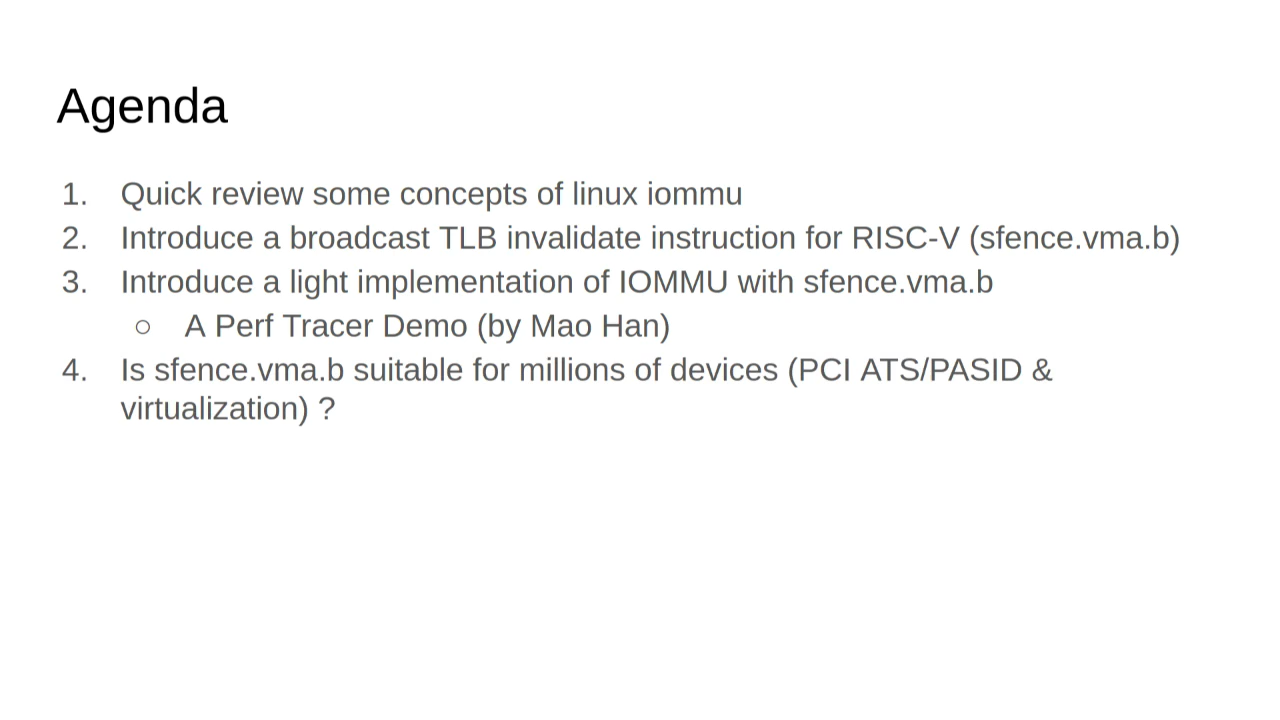 Agenda
1. Quick review some concepts of linux iommu
2. Introduce a broadcast TLB invalidate instruction for RISC-V (sfence.vma.b)
3. Introduce a light implementation of IOMMU with sfence.vma.b
○ A Perf Tracer Demo (by Mao Han)
4. Is sfence.vma.b suitable for millions of devices (PCI ATS/PASID &
virtualization) ?